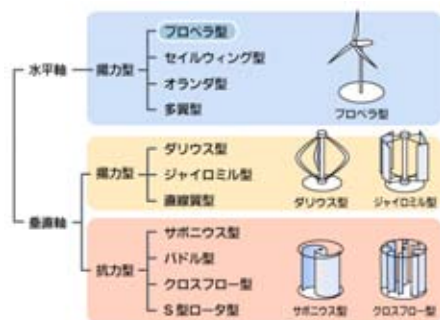 水平軸
揚力型
プロペラ型
セイルウィング型
オランダ型
多翼型
プロペラ型
垂直軸
揚力型
ダリウス型
ジャイロミル型
直線翼型
ダリウス型
ジャイロミル型
抗力型
サボニウス型
パドル型
クロスフロー型
S型ロータ型
サボニウス型
クロスフロー型